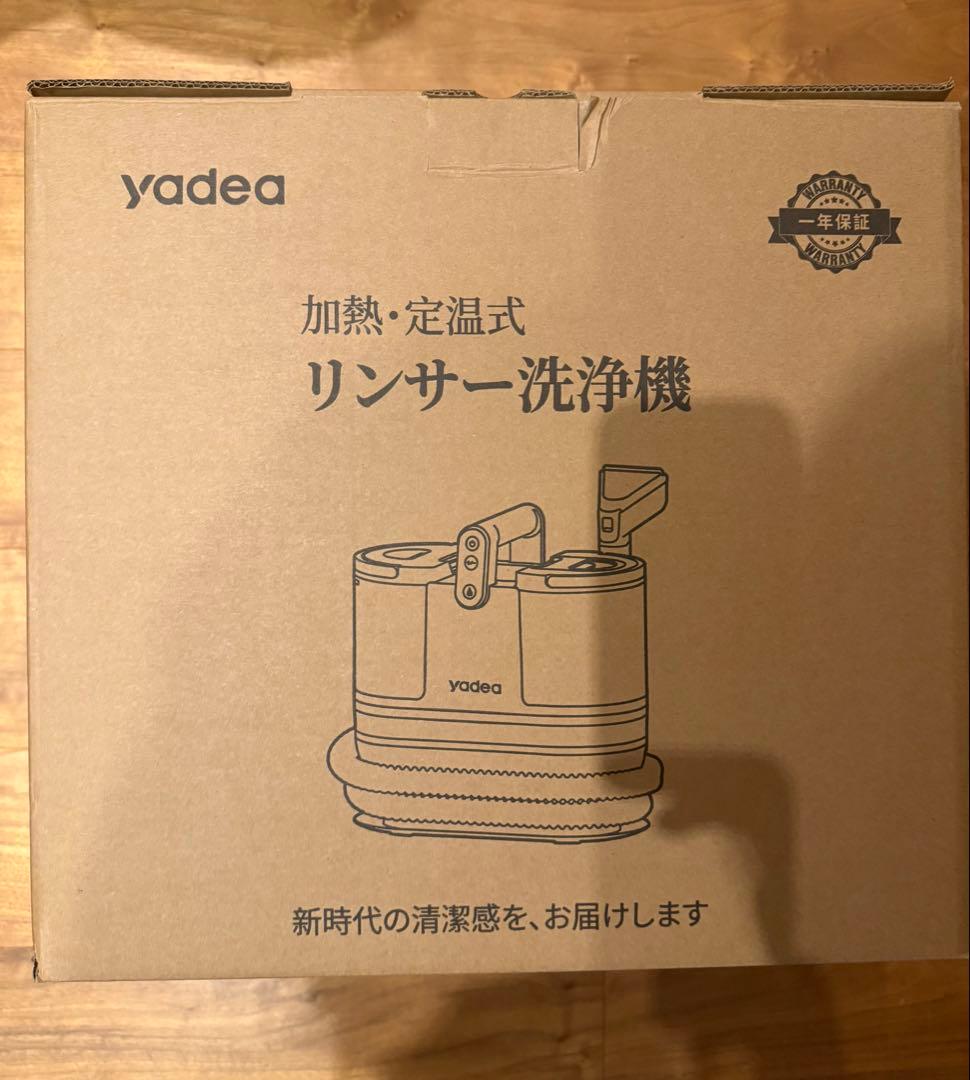 yadea
WARRANTY
一年保証
WARRANTY
加熱・定温式
リンサー洗浄機
yadea
新時代の清潔感を、お届けします